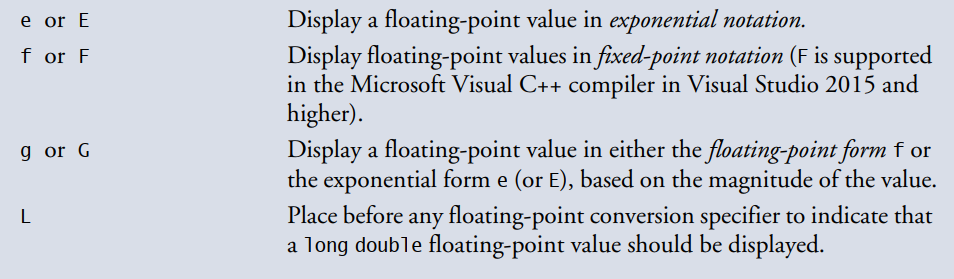 e or E Display a floating-point value in exponential notation.
f or F Display floating-point values in fixed-point notation (F is supported
in the Microsoft Visual C++ compiler in Visual Studio 2015 and
higher).
g or G Display a floating-point value in either the floating-point form f or
the exponential form e (or E), based on the magnitude of the value.
L Place before any floating-point conversion specifier to indicate that
a long double floating-point value should be displayed.